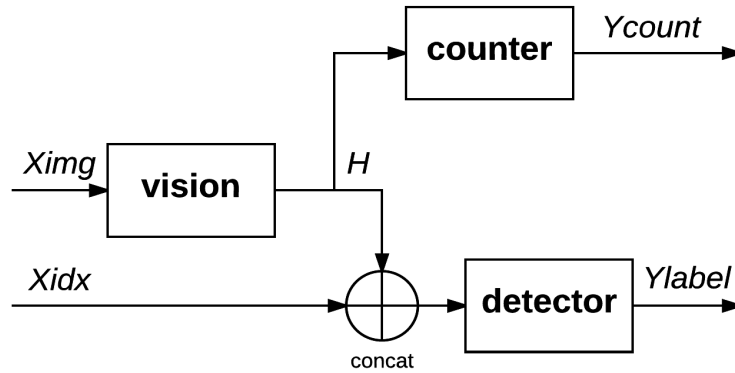 counter
Ycount
Ximg
vision
H
Xidx
concat
detector
Ylabel